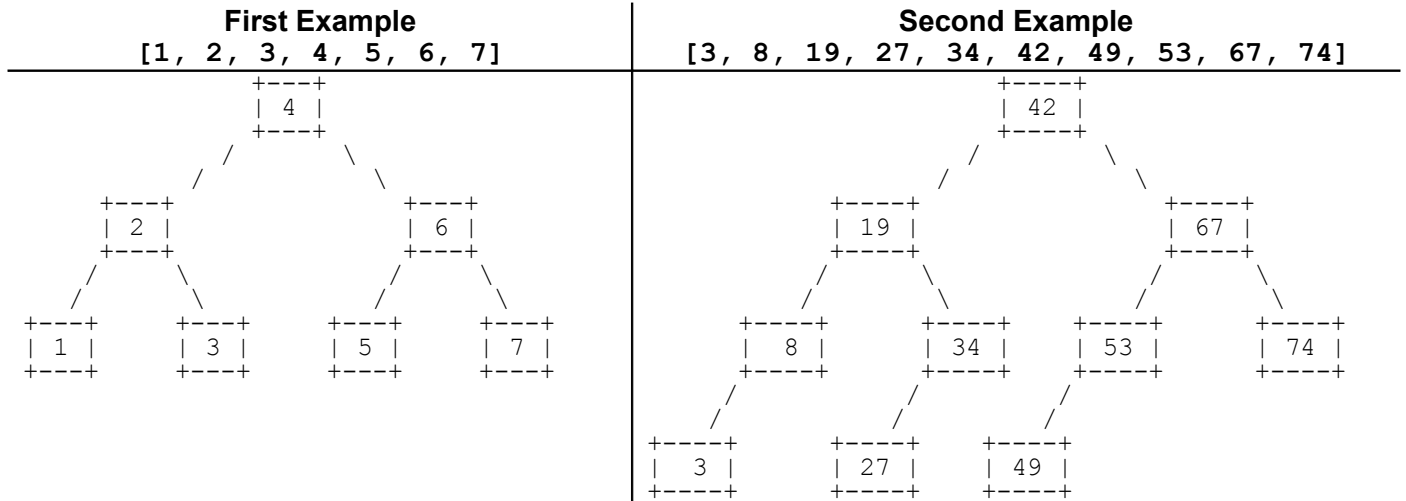 First Example
[1, 2, 3, 4, 5, 6, 7]
+---+
| 4 |
+---+
/ \
/ \
+---+ +---+
| 2 | | 6 |
+---+ +---+
/ \ / \
/ \ / \
+---+ +---+ +---+ +---+
| 1 | | 3 | | 5 | | 7 |
+---+ +---+ +---+ +---+
Second Example
[3, 8, 19, 27, 34, 42, 49, 53, 67, 74]
+----+
| 42 |
+----+
/ \
/ \
+----+ +----+
| 19 | | 67 |
+----+ +----+
/ \ / \
/ \ / \
+----+ +----+ +----+ +----+
| 8 | | 34 | | 53 | | 74 |
+----+ +----+ +----+ +----+
/ / /
/ / /
+----+ +----+ +----+
| 3 | | 27 | | 49 |
+----+ +----+ +----+